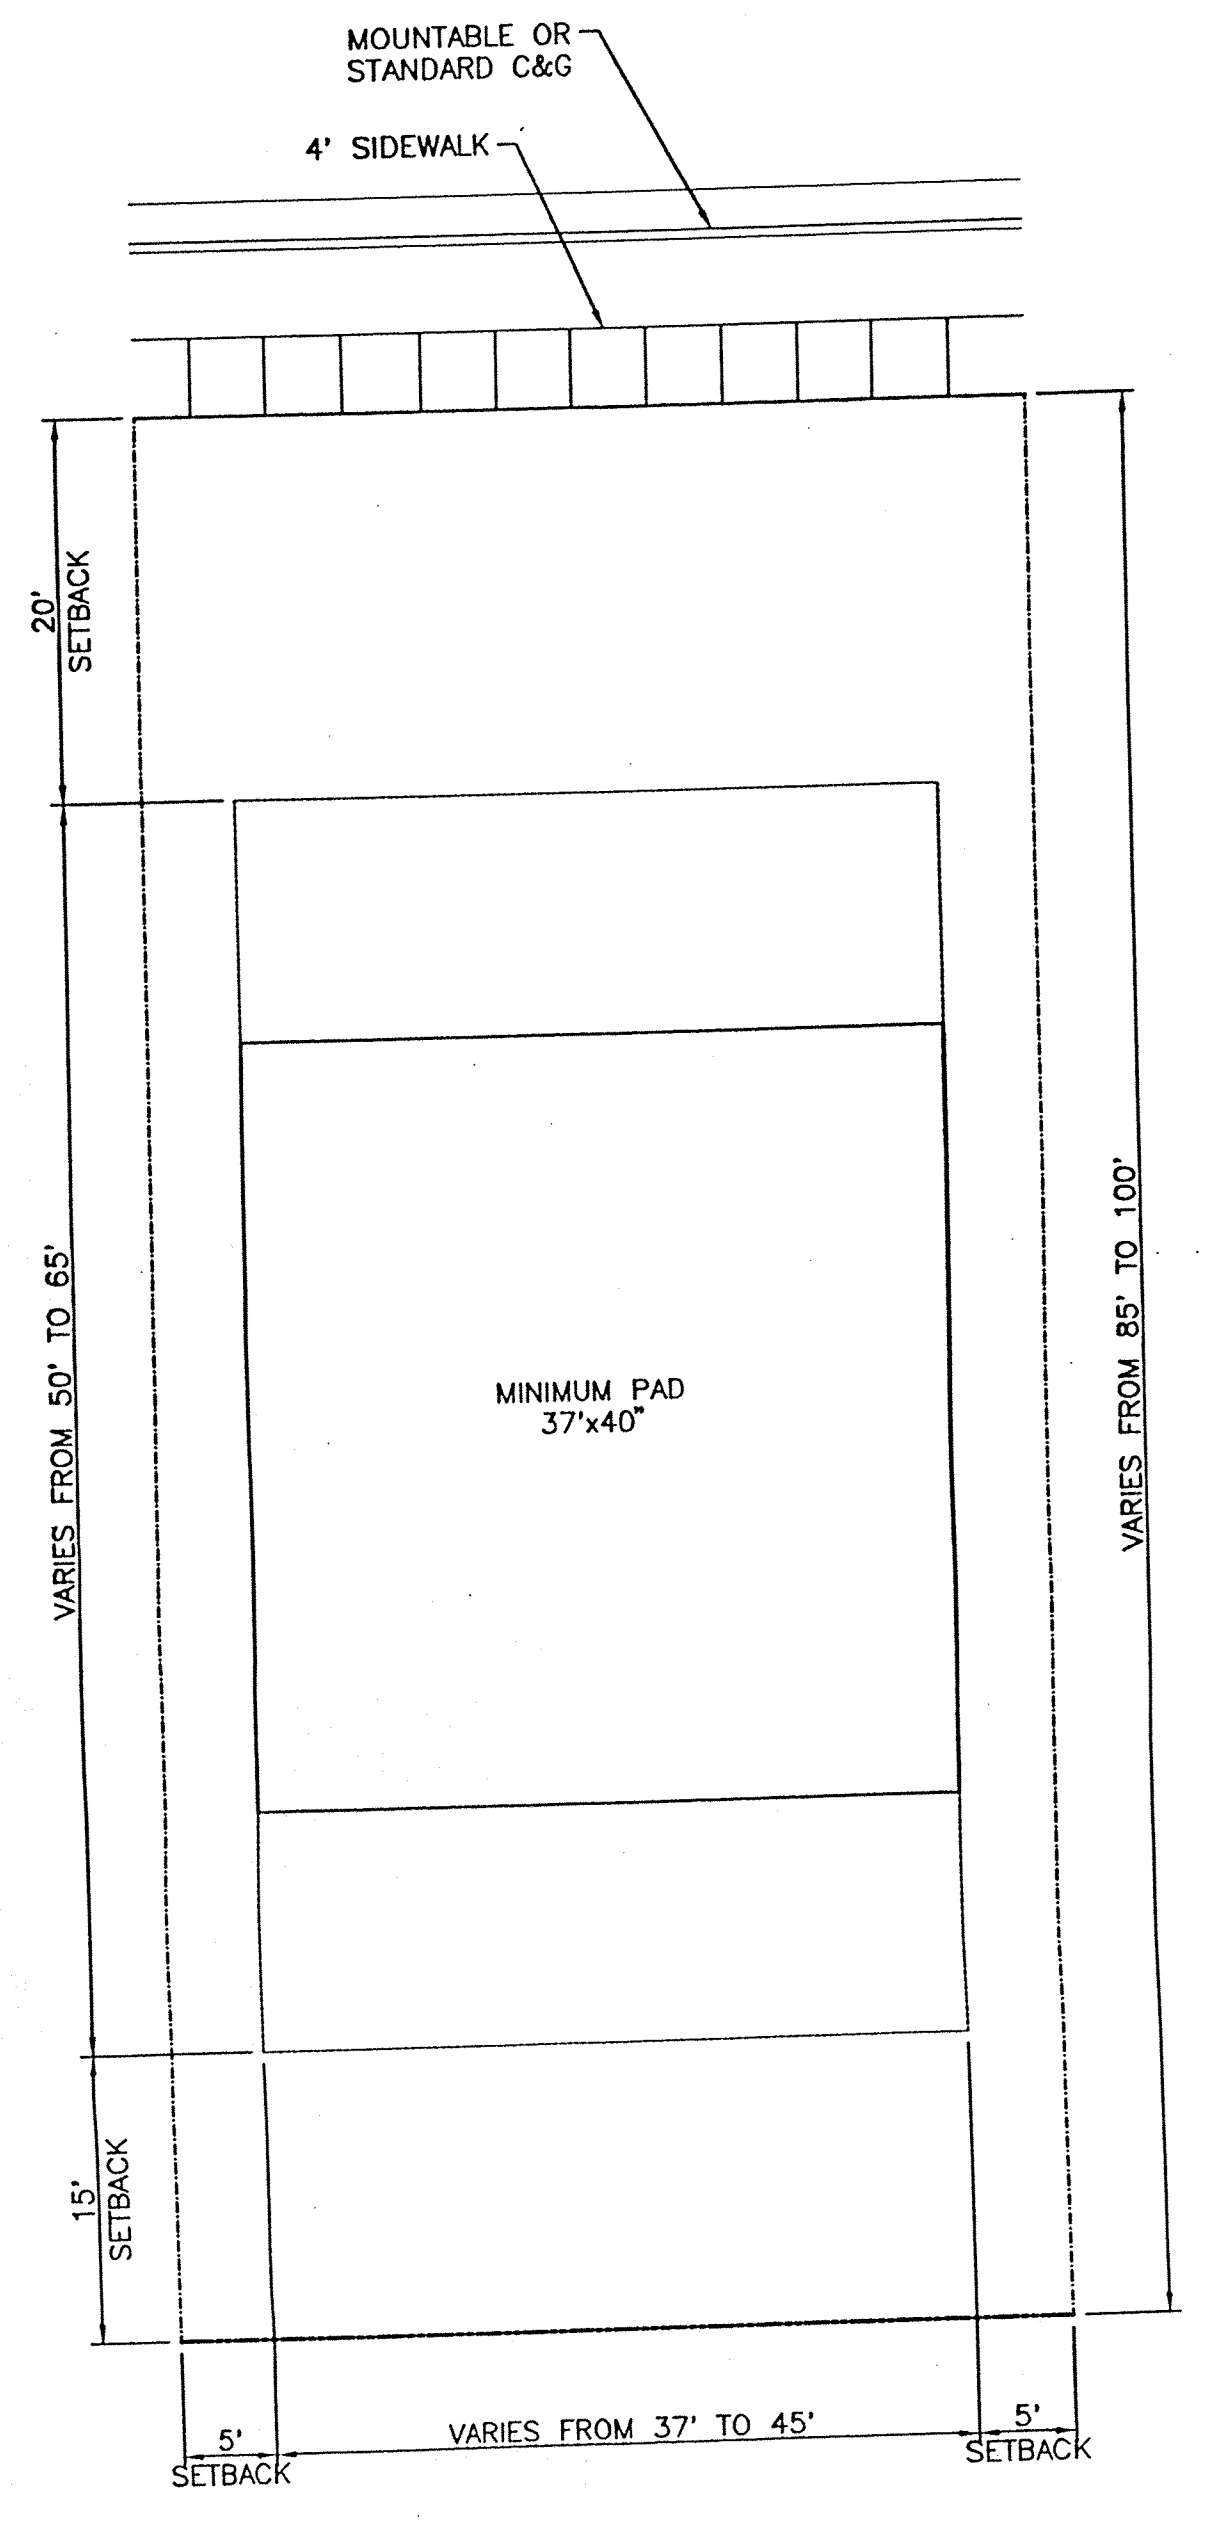 MOUNTABLE OR
STANDARD C&G
4' SIDEWALK
20'
SETBACK
VARIES FROM 50' TO 65'
VARIES FROM 85' TO 100'
MINIMUM PAD
37'x40"
15'
SETBACK
5'
SETBACK
VARIES FROM 37' TO 45'
5'
SETBACK